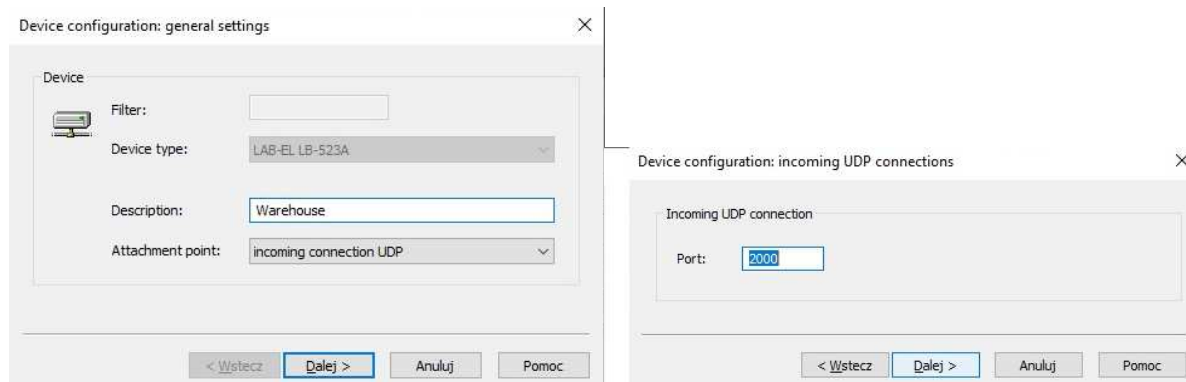 Device configuration: general settings
Device
Filter:
Device type: LAB-EL LB-523A
Description: Warehouse
Attachment point: incoming connection UDP
< Wstecz Dalej > Anuluj Pomoc
Device configuration: incoming UDP connections
Incoming UDP connection
Port: 2000
< Wstecz Dalej > Anuluj Pomoc